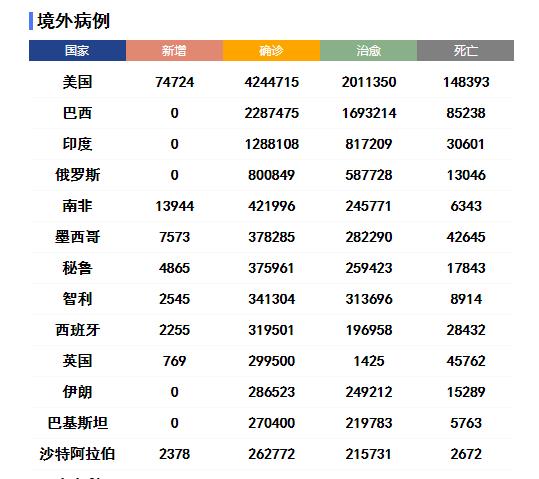 境外病例
国家 新增 确诊 治愈 死亡
美国 74724 4244715 2011350 148393
巴西 0 2287475 1693214 85238
印度 0 1288108 817209 30601
俄罗斯 0 800849 587728 13046
南非 13944 421996 245771 6343
墨西哥 7573 378285 282290 42645
秘鲁 4865 375961 259423 17843
智利 2545 341304 313696 8914
西班牙 2255 319501 196958 28432
英国 769 299500 1425 45762
伊朗 0 286523 249212 15289
巴基斯坦 0 270400 219783 5763
沙特阿拉伯 2378 262772 215731 2672